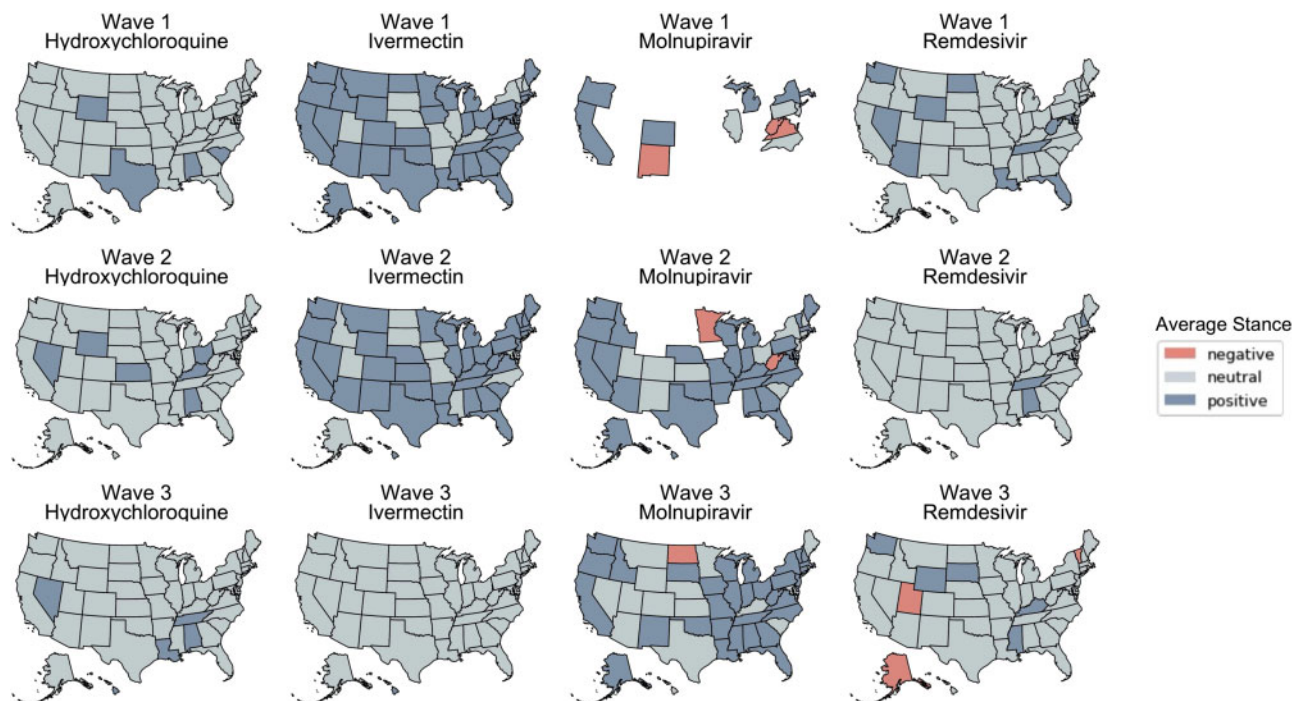 Wave 1
Hydroxychloroquine
Wave 1
Ivermectin
Wave 1
Molnupiravir
Wave 1
Remdesivir
Wave 2
Hydroxychloroquine
Wave 2
Ivermectin
Wave 2
Molnupiravir
Wave 2
Remdesivir
Average Stance
negative
neutral
positive
Wave 3
Hydroxychloroquine
Wave 3
Ivermectin
Wave 3
Molnupiravir
Wave 3
Remdesivir